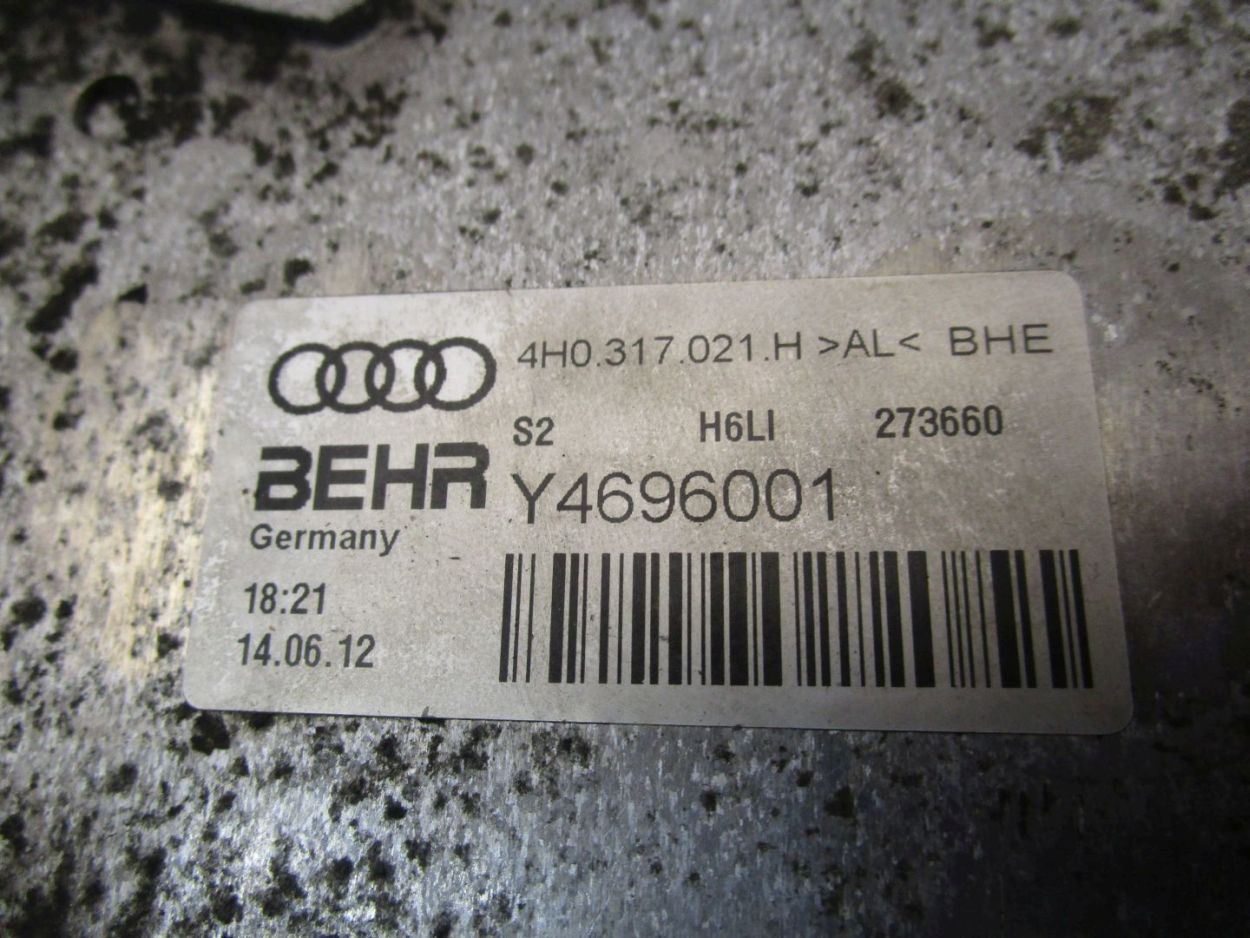 4H0.317.021.H >AL< BHE
S2 H6LI 273660
BEHR Y4696001
Germany
18:21
14.06.12